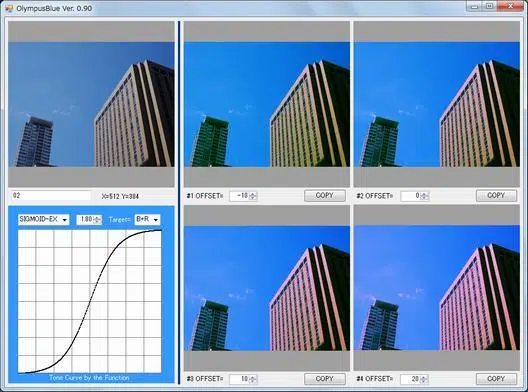 OlympusBlue Ver. 0.90
02
X=512 Y=384
#1 OFFSET= -10 COPY
#2 OFFSET= 0 COPY
SIGMOID-EX 1.80 Target= B+R
Tone Curve by the Function
#3 OFFSET= 10 COPY
#4 OFFSET= 20 COPY